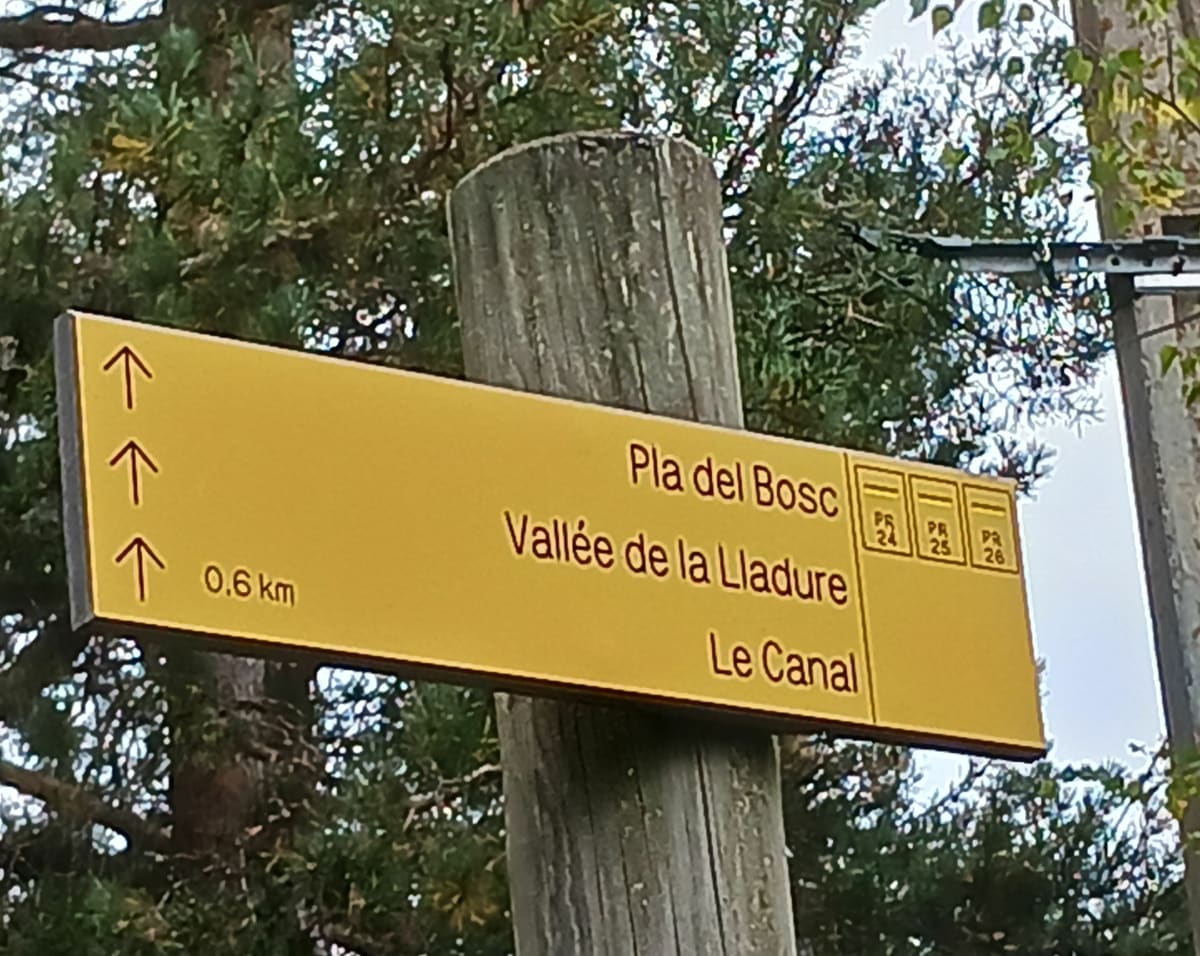 ↑ Pla del Bosc PR 24 PR 25 PR 26
↑ Vallée de la Lladure
↑ 0.6 km Le Canal